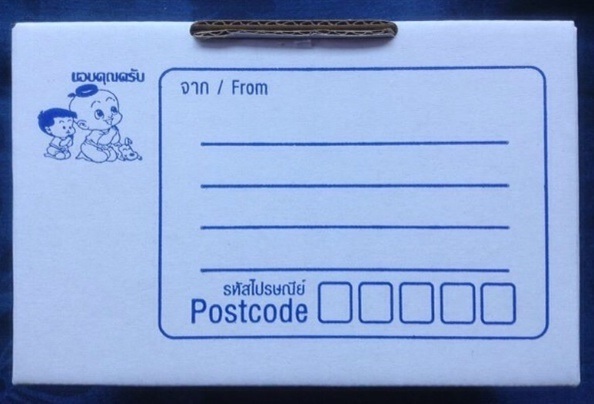 ขอบคุณครับ
จาก / From
รหัสไปรษณีย์
Postcode